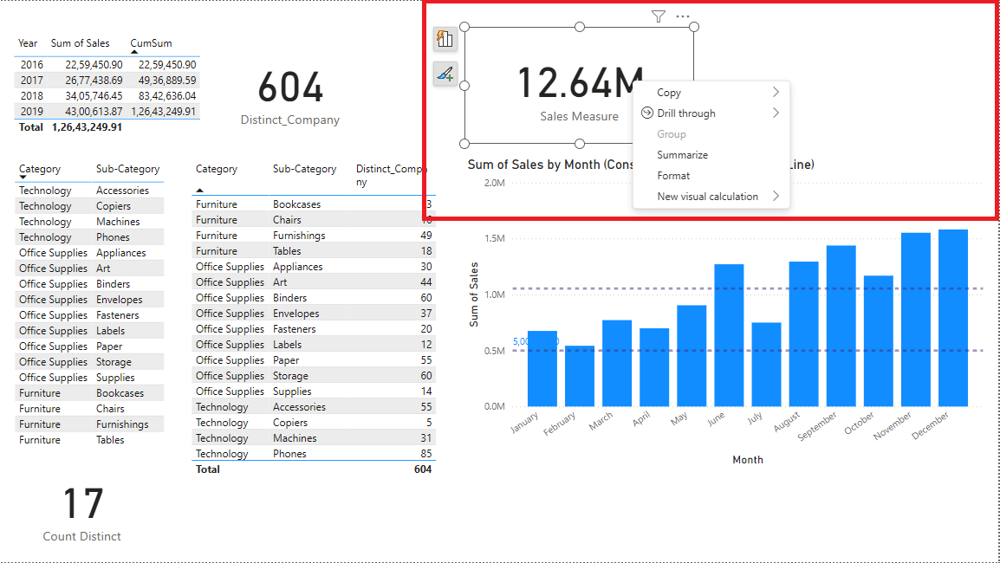 Year Sum of Sales CumSum
2016 22,59,450.90 22,59,450.90
2017 26,77,438.69 49,36,889.59
2018 34,05,746.45 83,42,636.04
2019 43,00,613.87 1,26,43,249.91
Total 1,26,43,249.91
604
Distinct_Company
12.64M
Sales Measure
Copy
Drill through
Group
Summarize
Format
New visual calculation
Category Sub-Category
Technology Accessories
Technology Copiers
Technology Machines
Technology Phones
Office Supplies Appliances
Office Supplies Art
Office Supplies Binders
Office Supplies Envelopes
Office Supplies Fasteners
Office Supplies Labels
Office Supplies Paper
Office Supplies Storage
Office Supplies Supplies
Furniture Bookcases
Furniture Chairs
Furniture Furnishings
Furniture Tables
17
Count Distinct
Category Sub-Category Distinct_Compa
ny
Furniture Bookcases 3
Furniture Chairs
Furniture Furnishings 49
Furniture Tables 18
Office Supplies Appliances 30
Office Supplies Art 44
Office Supplies Binders 60
Office Supplies Envelopes 37
Office Supplies Fasteners 20
Office Supplies Labels 12
Office Supplies Paper 55
Office Supplies Storage 60
Office Supplies Supplies 14
Technology Accessories 55
Technology Copiers 5
Technology Machines 31
Technology Phones 85
Total 604
Sum of Sales by Month (Cons Line)
2.0M
1.5M
1.0M
0.5M
0.0M
Sum of Sales
January February March April May June July August September October November December
Month